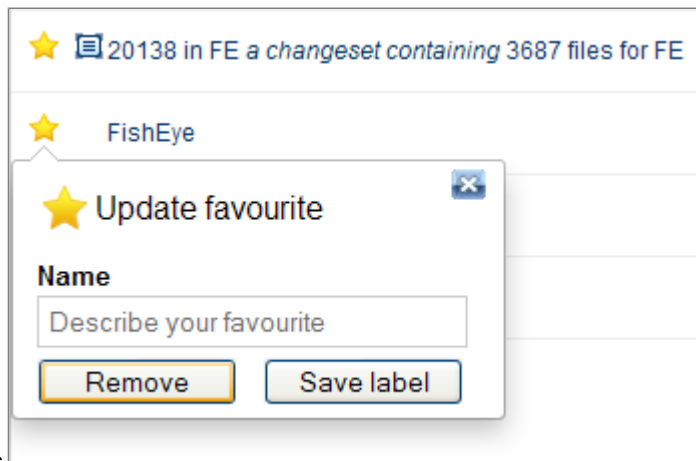 20138 in FE a changeset containing 3687 files for FE
FishEye
Update favourite
Name
Describe your favourite
Remove Save label